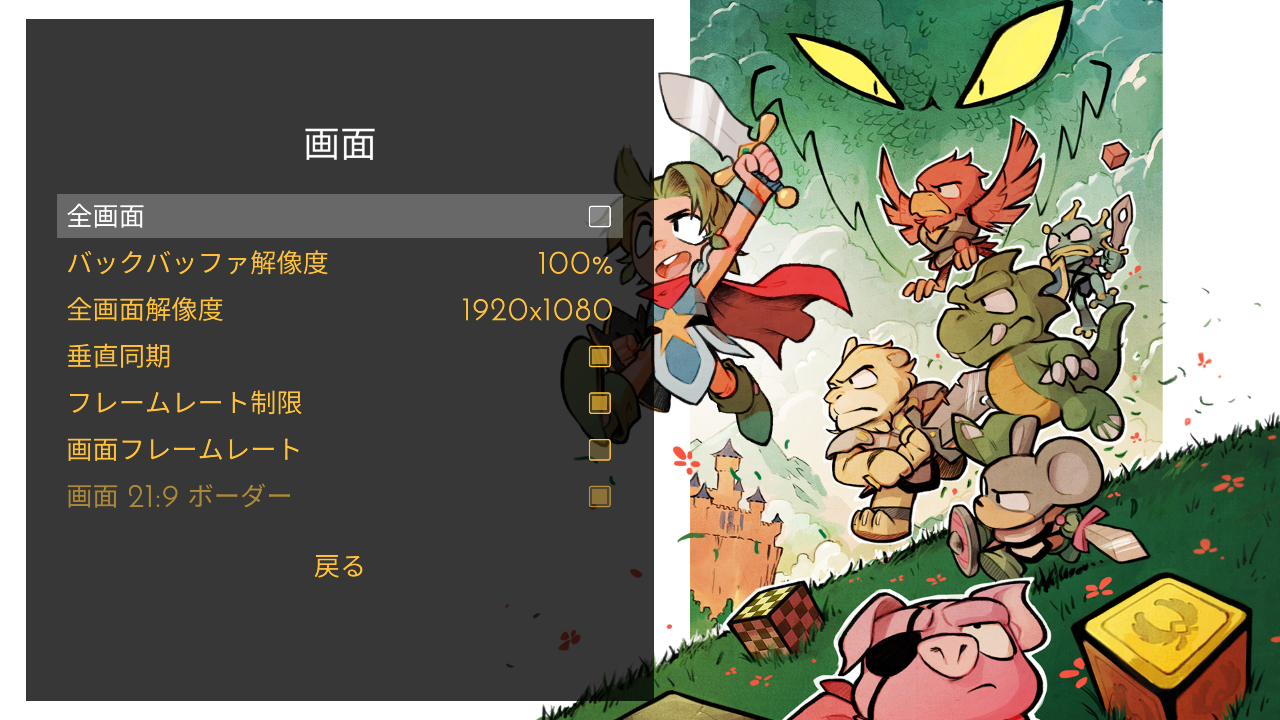 画面
全画面
バックバッファ解像度 100%
全画面解像度 1920x1080
垂直同期
フレームレート制限
画面フレームレート
画面 21:9 ボーダー
戻る